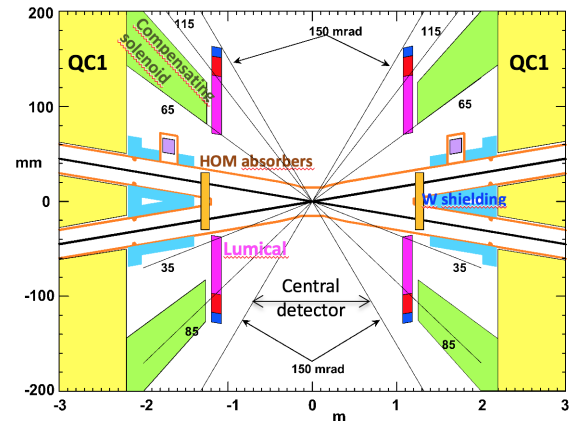 200
115
150 mrad
Compensating
solenoid
QC1
QC1
100
65
65
mm
HOM absorbers
W shielding
0
Lumical
35
35
Central
detector
-100
85
85
150 mrad
-200
-3
-2
-1
0
1
2
3
m